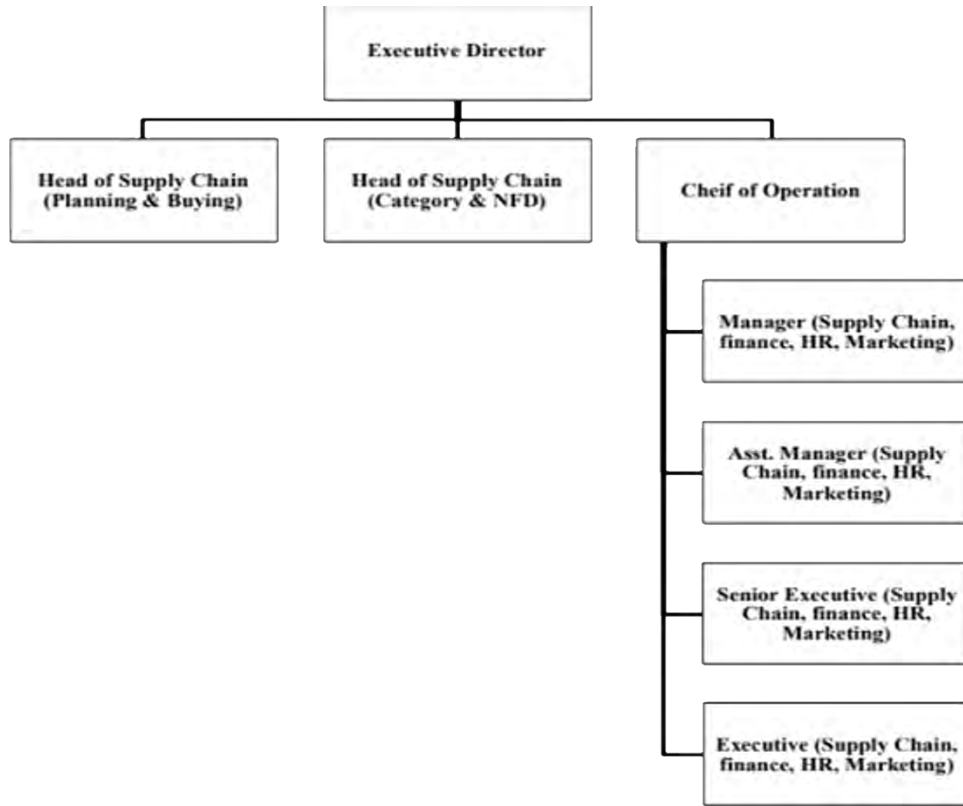 Executive Director
Head of Supply Chain
(Planning & Buying)
Head of Supply Chain
(Category & NFD)
Cheif of Operation
Manager (Supply Chain,
finance, HR, Marketing)
Asst. Manager (Supply
Chain, finance, HR,
Marketing)
Senior Executive (Supply
Chain, finance, HR,
Marketing)
Executive (Supply Chain,
finance, HR, Marketing)